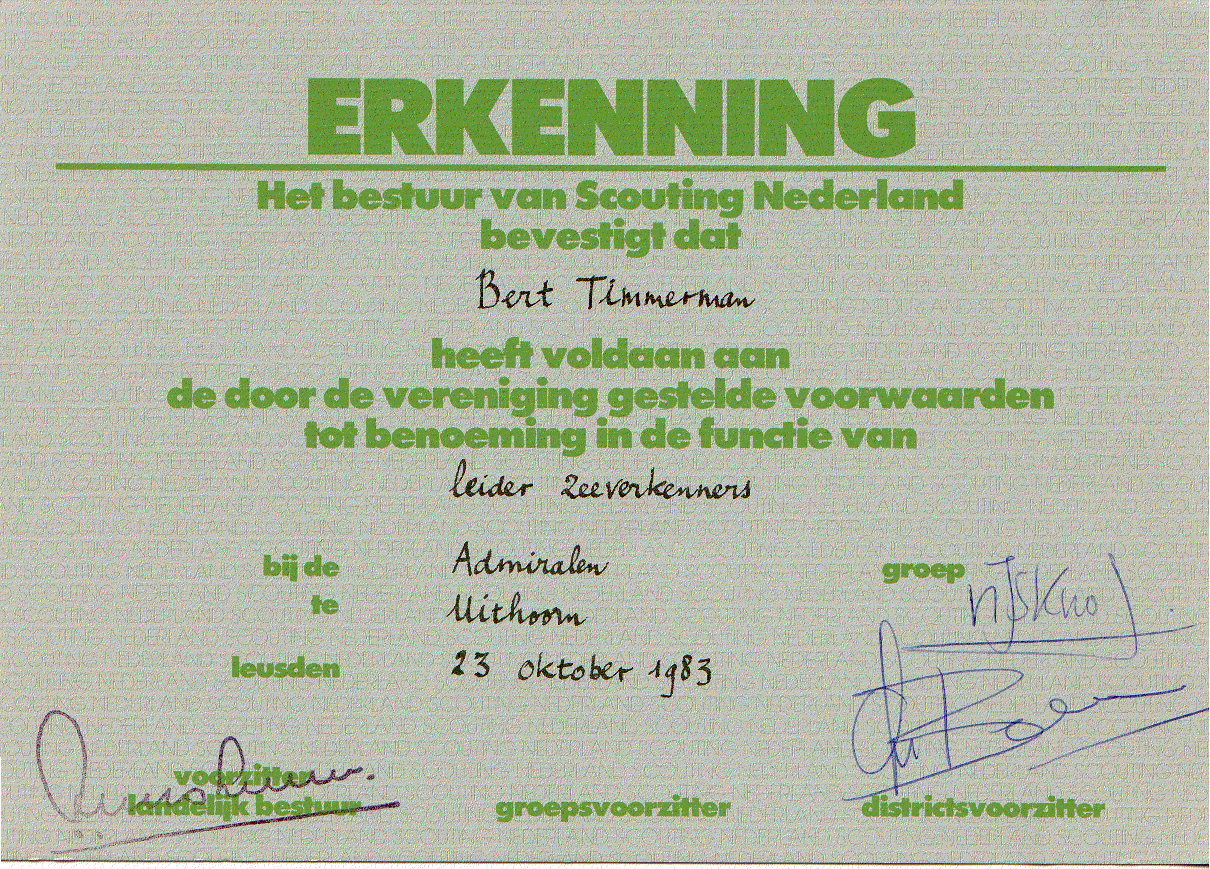 ERKENNING
Het bestuur van Scouting Nederland
bevestigt dat
Bert Timmerman
heeft voldaan aan
de door de vereniging gestelde voorwaarden
tot benoeming in de functie van
leider zeeverkenners
bij de Admiralen groep
te Uithoorn
leusden 23 oktober 1983
voorzitter
landelijk bestuur groepsvoorzitter districtsvoorzitter